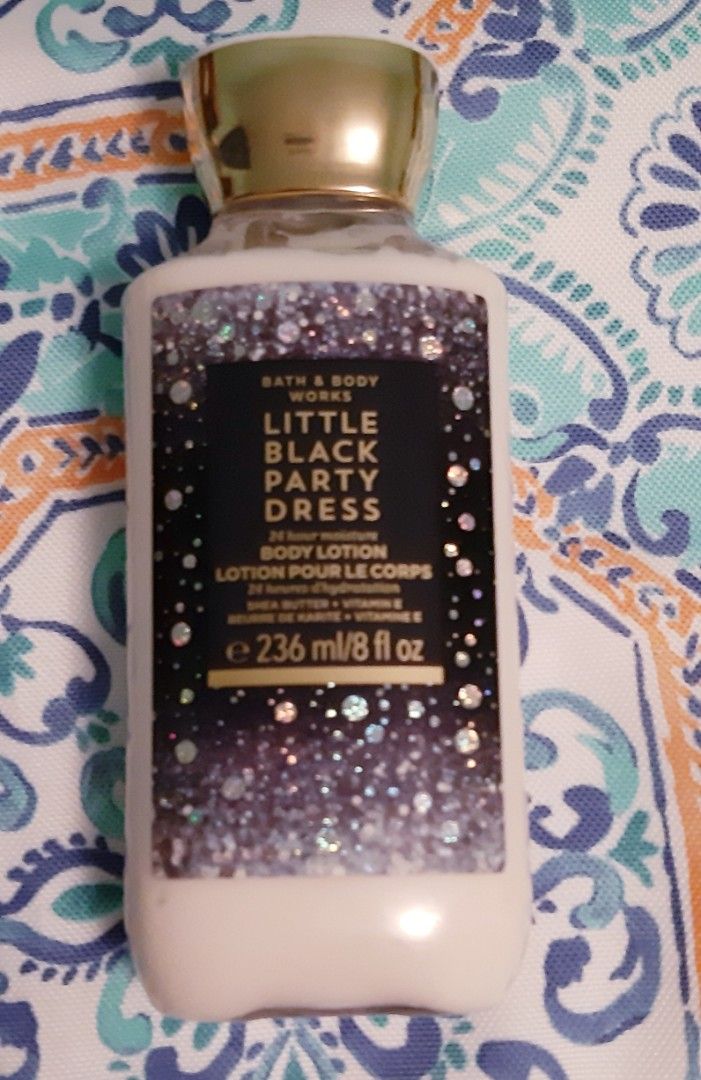 BATH & BODY
WORKS
LITTLE
BLACK
PARTY
DRESS
24 hour moisture
BODY LOTION
LOTION POUR LE CORPS
24 heures d'hydratation
SHEA BUTTER • VITAMIN E
BEURRE DE KARITÉ • VITAMINE E
e 236 ml/8 fl oz